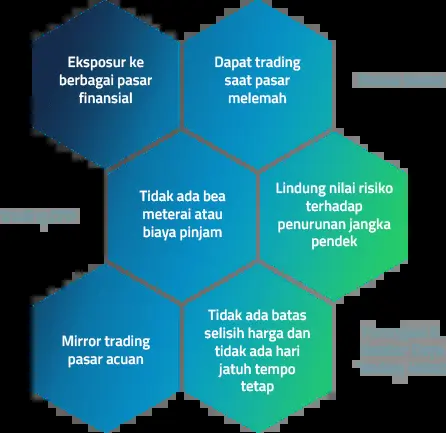 Eksposur ke
berbagai pasar
finansial
Dapat trading
saat pasar
melemah
Tidak ada bea
meterai atau
biaya pinjam
Lindung nilai risiko
terhadap
penurunan jangka
pendek
Mirror trading
pasar acuan
Tidak ada batas
selisih harga dan
tidak ada hari
jatuh tempo
tetap